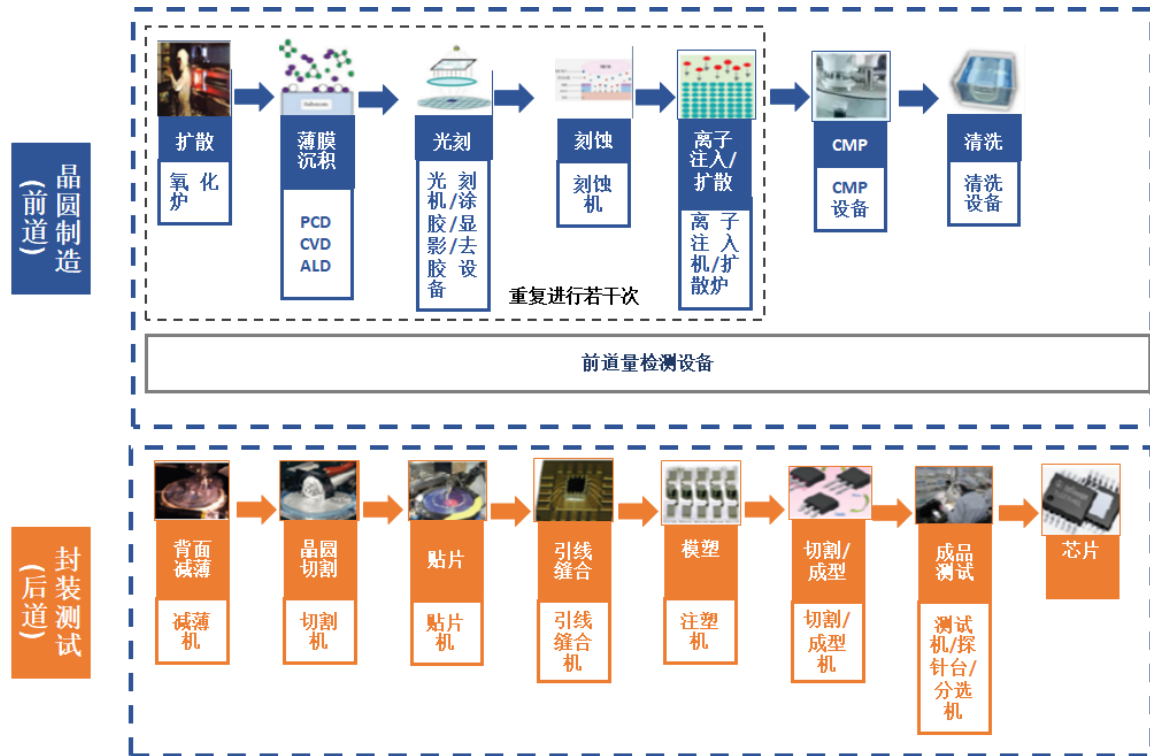 晶圆制造
(前道)
扩散
氧化
炉
薄膜
沉积
PCD
CVD
ALD
光刻
光刻
机/涂
胶/显
影/去
胶设
备
刻蚀
刻蚀
机
离子
注入/
扩散
离子
注入
机/扩
散炉
CMP
CMP
设备
清洗
清洗
设备
重复进行若干次
前道量检测设备
封装测试
(后道)
背面
减薄
减薄
机
晶圆
切割
切割
机
贴片
贴片
机
引线
缝合
引线
缝合
机
模塑
注塑
机
切割/
成型
切割/
成型
机
成品
测试
测试
机/探
针台/
分选
机
芯片